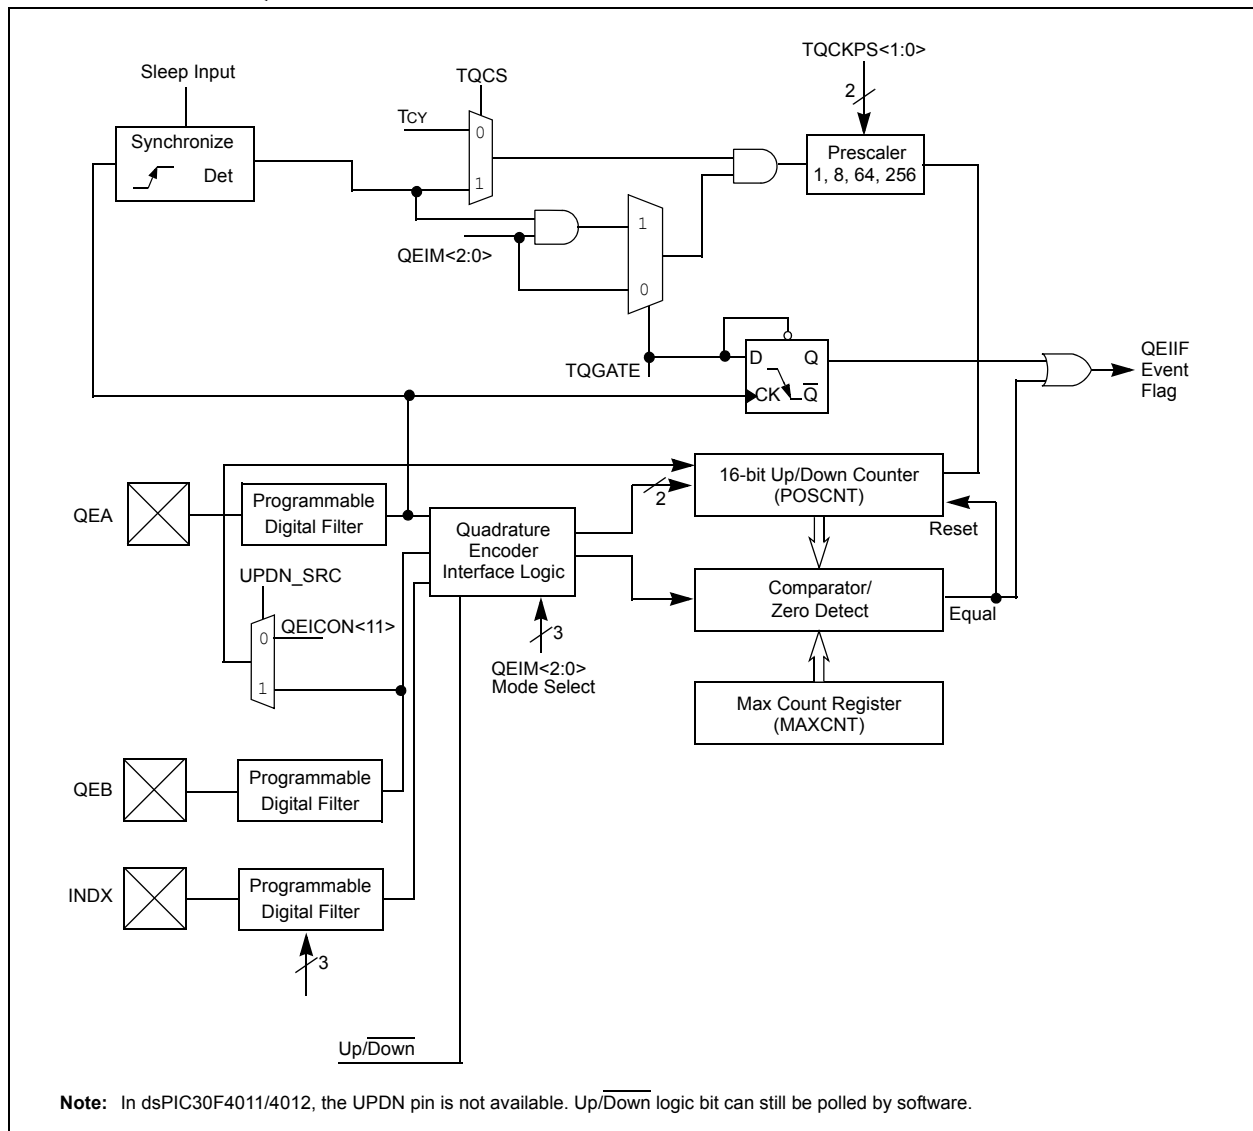 TQCKPS<1:0>
Sleep Input
TQCS
2
TCY
0
Synchronize
Det
1
Prescaler
1, 8, 64, 256
1
QEIM<2:0>
0
D Q
CK Q
TQGATE
QEIIF
Event
Flag
16-bit Up/Down Counter
(POSCNT)
2
QEA
Programmable
Digital Filter
Quadrature
Encoder
Interface Logic
Reset
UPDN_SRC
Comparator/
Zero Detect
Equal
0
QEICON<11>
3
QEIM<2:0>
Mode Select
1
Max Count Register
(MAXCNT)
QEB
Programmable
Digital Filter
INDX
Programmable
Digital Filter
3
Up/Down
Note: In dsPIC30F4011/4012, the UPDN pin is not available. Up/Down logic bit can still be polled by software.